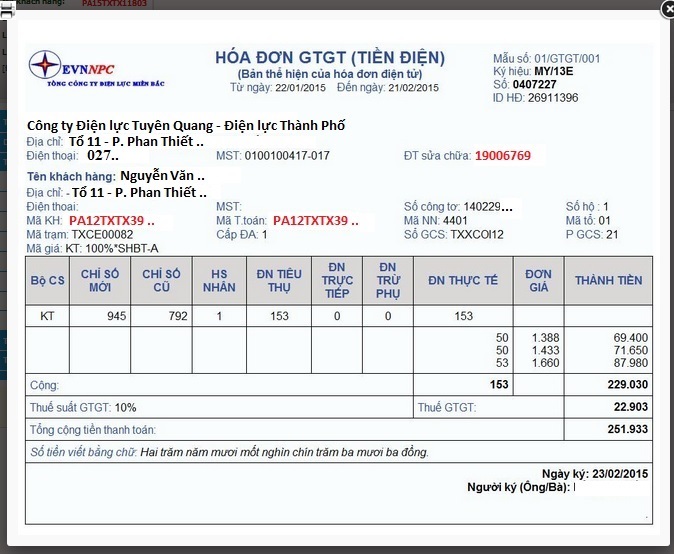 khách hàng: PA15TXTX11803
EVNNPC
TỔNG CÔNG TY ĐIỆN LỰC MIỀN BẮC
HÓA ĐƠN GTGT (TIỀN ĐIỆN)
(Bản thể hiện của hóa đơn điện tử)
Từ ngày: 22/01/2015 Đến ngày: 21/02/2015
Mẫu số: 01/GTGT/001
Ký hiệu: MY/13E
Số: 0407227
ID HĐ: 26911396
Công ty Điện lực Tuyên Quang - Điện lực Thành Phố
Địa chỉ: Tổ 11 - P. Phan Thiết ..
Điện thoại: 027.. MST: 0100100417-017 ĐT sửa chữa: 19006769
Tên khách hàng: Nguyễn Văn ..
Địa chỉ: - Tổ 11 - P. Phan Thiết ..
Điện thoại: MST: Số công tơ: 140229... Số hộ : 1
Mã KH: PA12TXTX39 .. Mã T.toán: PA12TXTX39 .. Mã NN: 4401 Mã tổ: 01
Mã trạm: TXCE00082 Cấp ĐA: 1 Số GCS: TXXCOI12 P GCS: 21
Mã giá: KT: 100%*SHBT-A
Bộ CS CHỈ SỐ MỚI CHỈ SỐ CŨ HS NHÂN ĐN TIÊU THỤ ĐN TRỰC TIẾP ĐN TRỪ PHỤ ĐN THỰC TẾ ĐƠN GIÁ THÀNH TIỀN
KT 945 792 1 153 0 0 153
50 1.388 69.400
50 1.433 71.650
53 1.660 87.980
Cộng: 153 229.030
Thuế suất GTGT: 10% Thuế GTGT: 22.903
Tổng cộng tiền thanh toán: 251.933
Số tiền viết bằng chữ: Hai trăm năm mươi mốt nghìn chín trăm ba mươi ba đồng.
Ngày ký: 23/02/2015
Người ký (Ông/Bà):